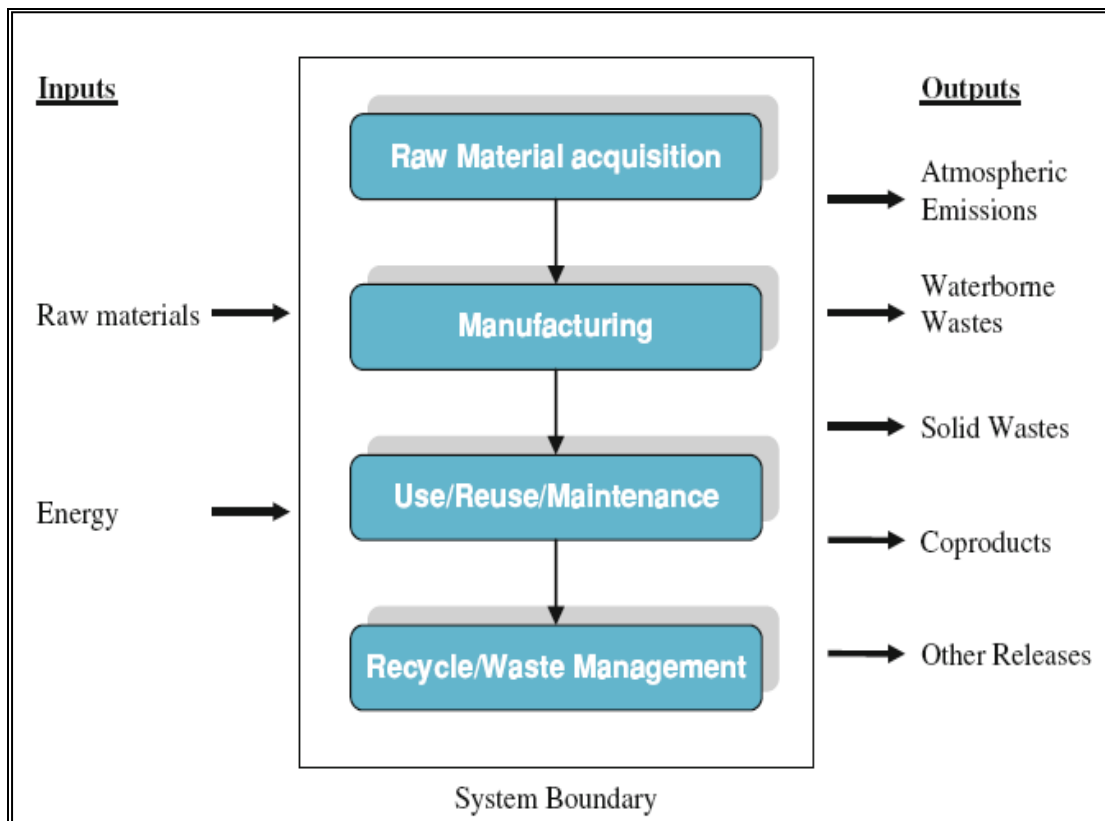 Inputs
Outputs
Raw Material acquisition
Atmospheric
Emissions
Raw materials
Manufacturing
Waterborne
Wastes
Solid Wastes
Energy
Use/Reuse/Maintenance
Coproducts
Recycle/Waste Management
Other Releases
System Boundary